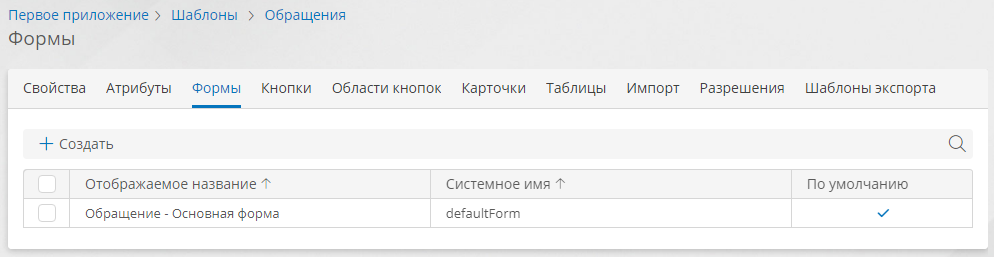 Первое приложение > Шаблоны > Обращения
Формы
Свойства Атрибуты Формы Кнопки Области кнопок Карточки Таблицы Импорт Разрешения Шаблоны экспорта
+ Создать
Отображаемое название ↑ Системное имя ↑ По умолчанию
Обращение - Основная форма defaultForm ✓